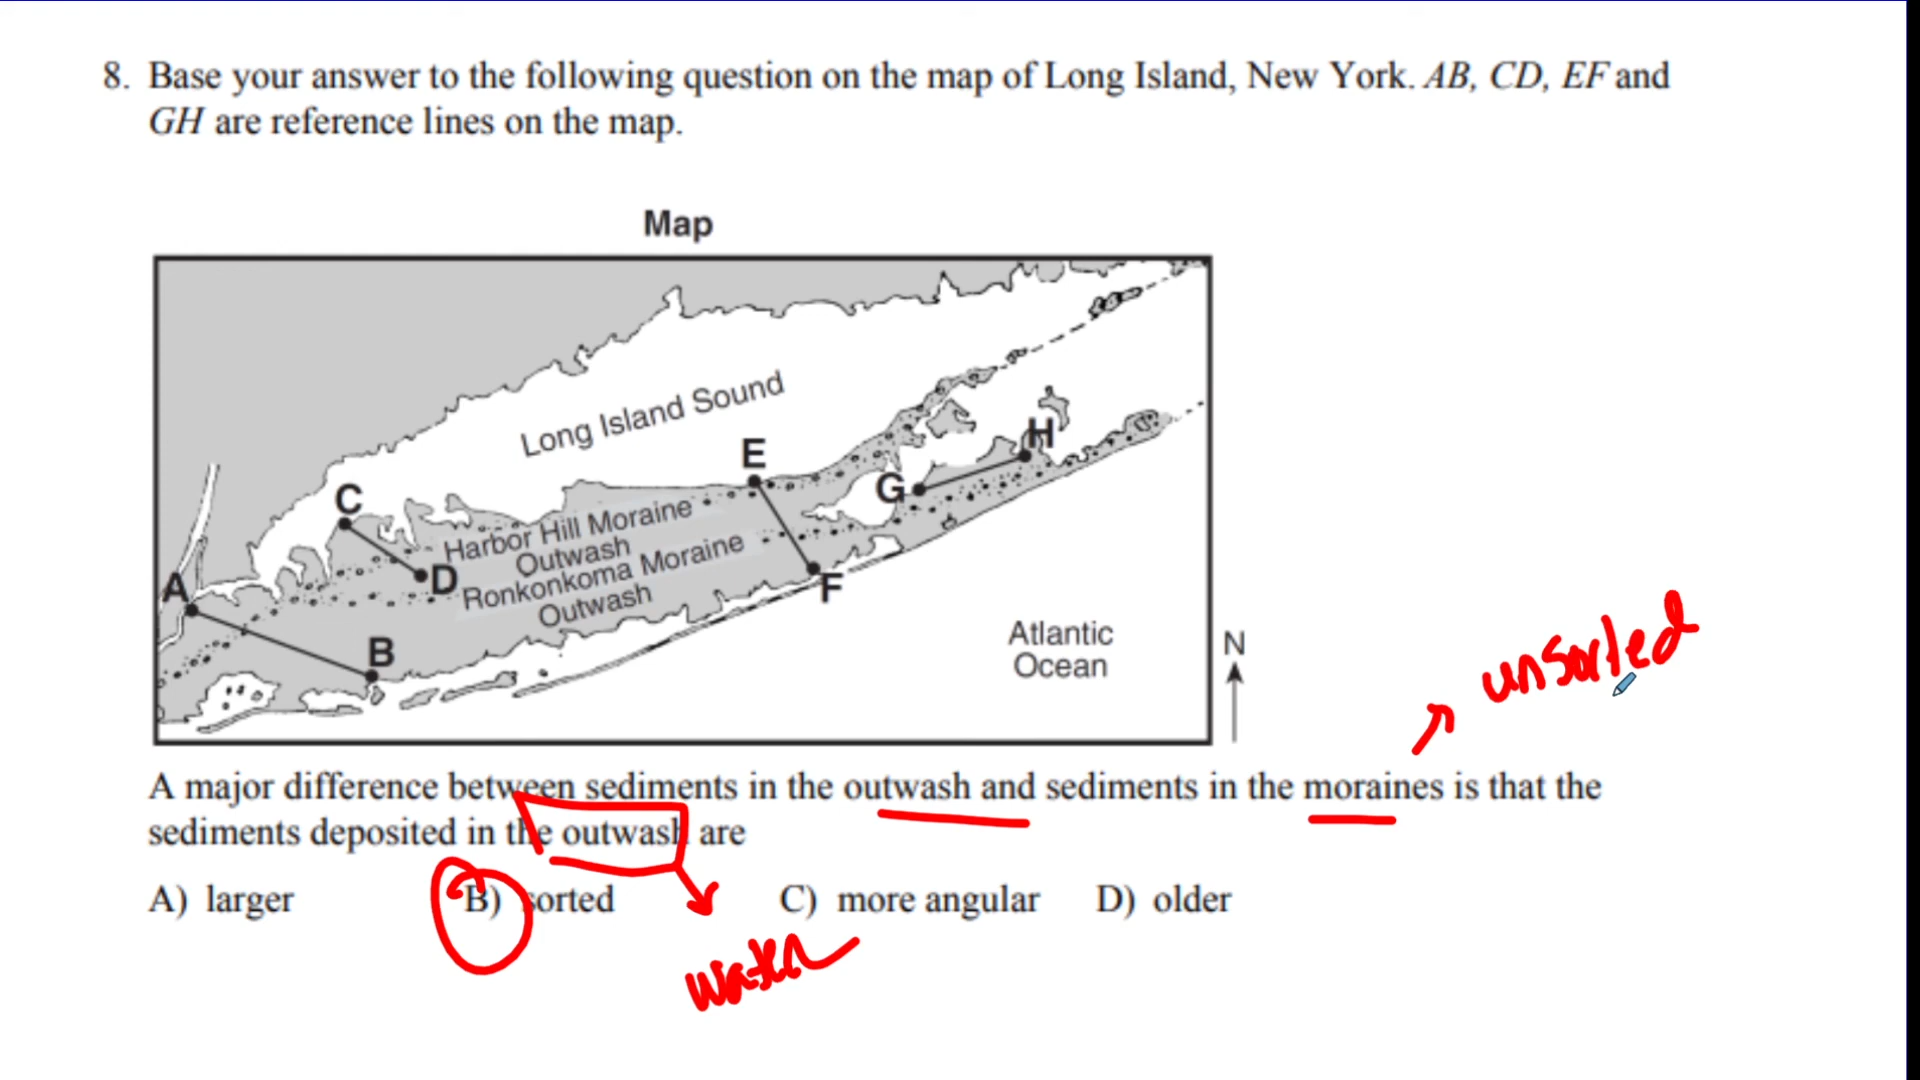 8. Base your answer to the following question on the map of Long Island, New York. AB, CD, EF and
GH are reference lines on the map.
Map
Long Island Sound
E
H
C
G
Harbor Hill Moraine
Outwash
D
Ronkonkoma Moraine
A
F
Outwash
B
Atlantic
Ocean
N
unsorted
A major difference between sediments in the outwash and sediments in the moraines is that the
sediments deposited in the outwash are
A) larger B) sorted C) more angular D) older
water